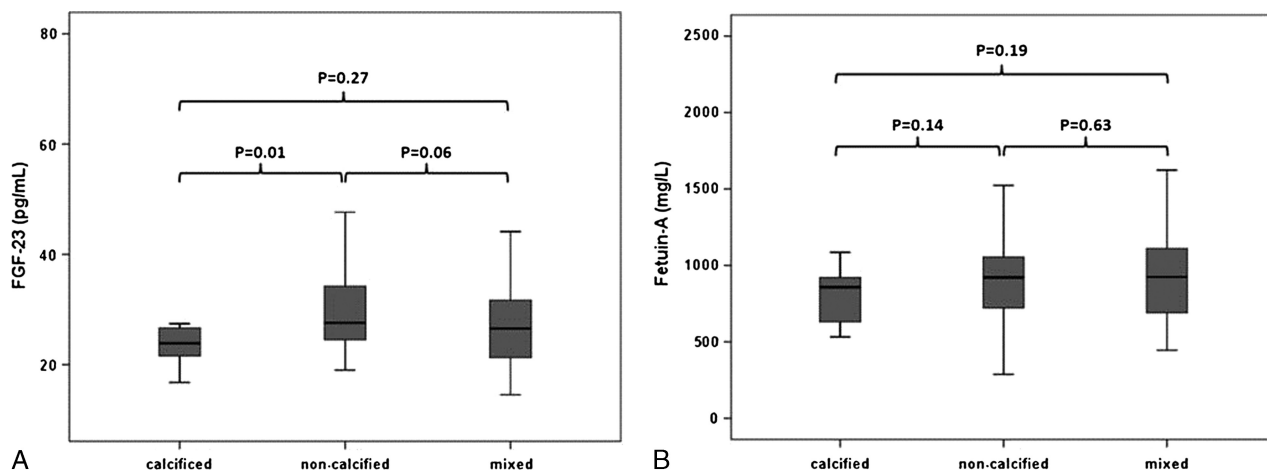 80
60
40
20
FGF-23 (pg/mL)
P=0.27
P=0.01
P=0.06
calcificed
non-calcified
mixed
A
2500
2000
1500
1000
500
0
Fetuin-A (mg/L)
P=0.19
P=0.14
P=0.63
calcified
non-calcified
mixed
B